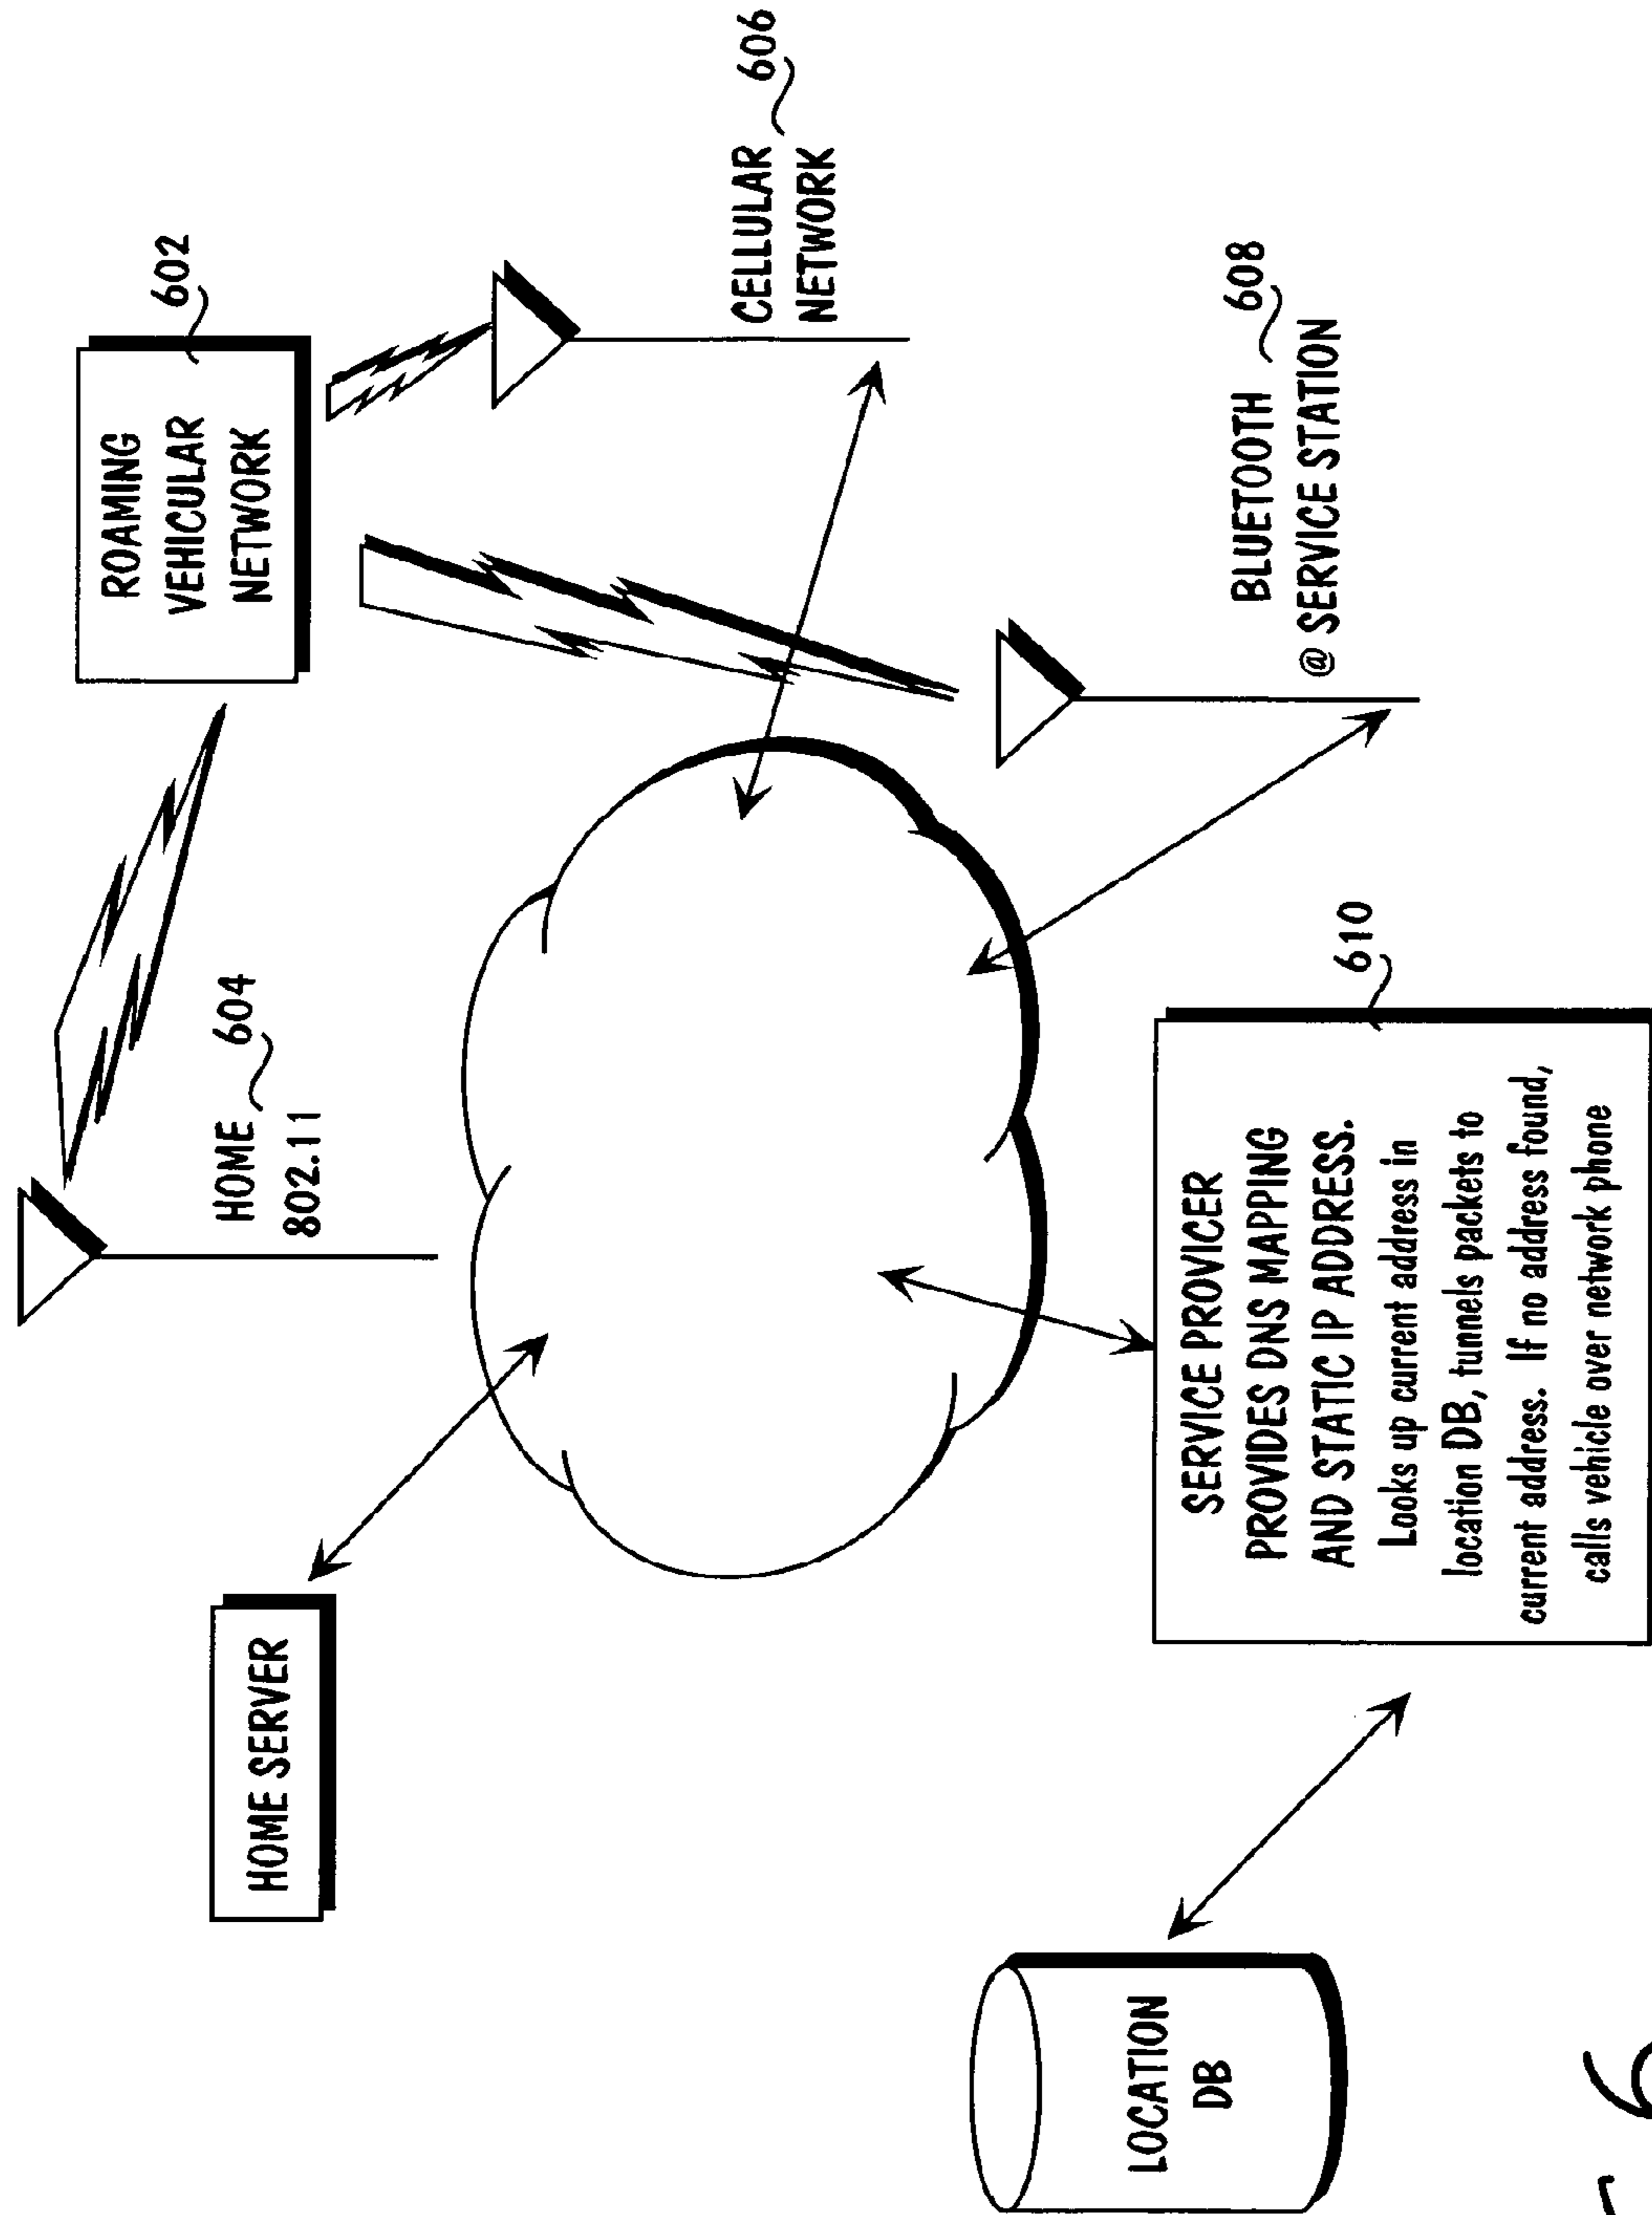 HOME SERVER
HOME 604
802.11
ROAMING
VEHICULAR
NETWORK
602
CELLULAR 606
NETWORK
BLUETOOTH 608
@ SERVICE STATION
LOCATION
DB
610
SERVICE PROVICER
PROVIDES DNS MAPPING
AND STATIC IP ADDRESS.
Looks up current address in
location DB, tunnels packets to
current address. If no address found,
calls vehicle over network phone